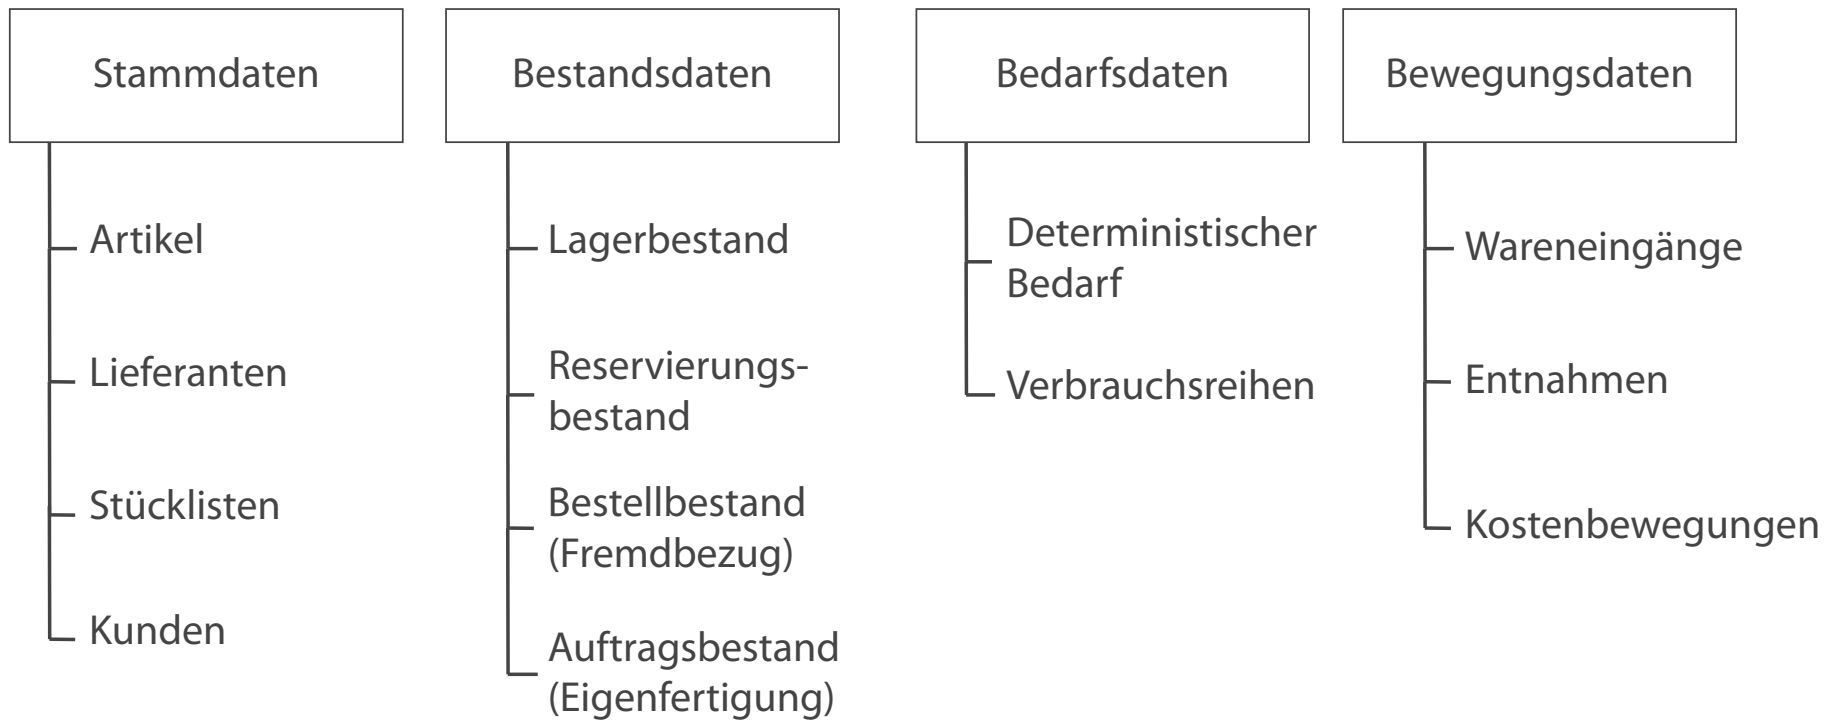 Stammdaten
Artikel
Lieferanten
Stücklisten
Kunden
Bestandsdaten
Lagerbestand
Reservierungs-
bestand
Bestellbestand
(Fremdbezug)
Auftragsbestand
(Eigenfertigung)
Bedarfsdaten
Deterministischer
Bedarf
Verbrauchsreihen
Bewegungsdaten
Wareneingänge
Entnahmen
Kostenbewegungen